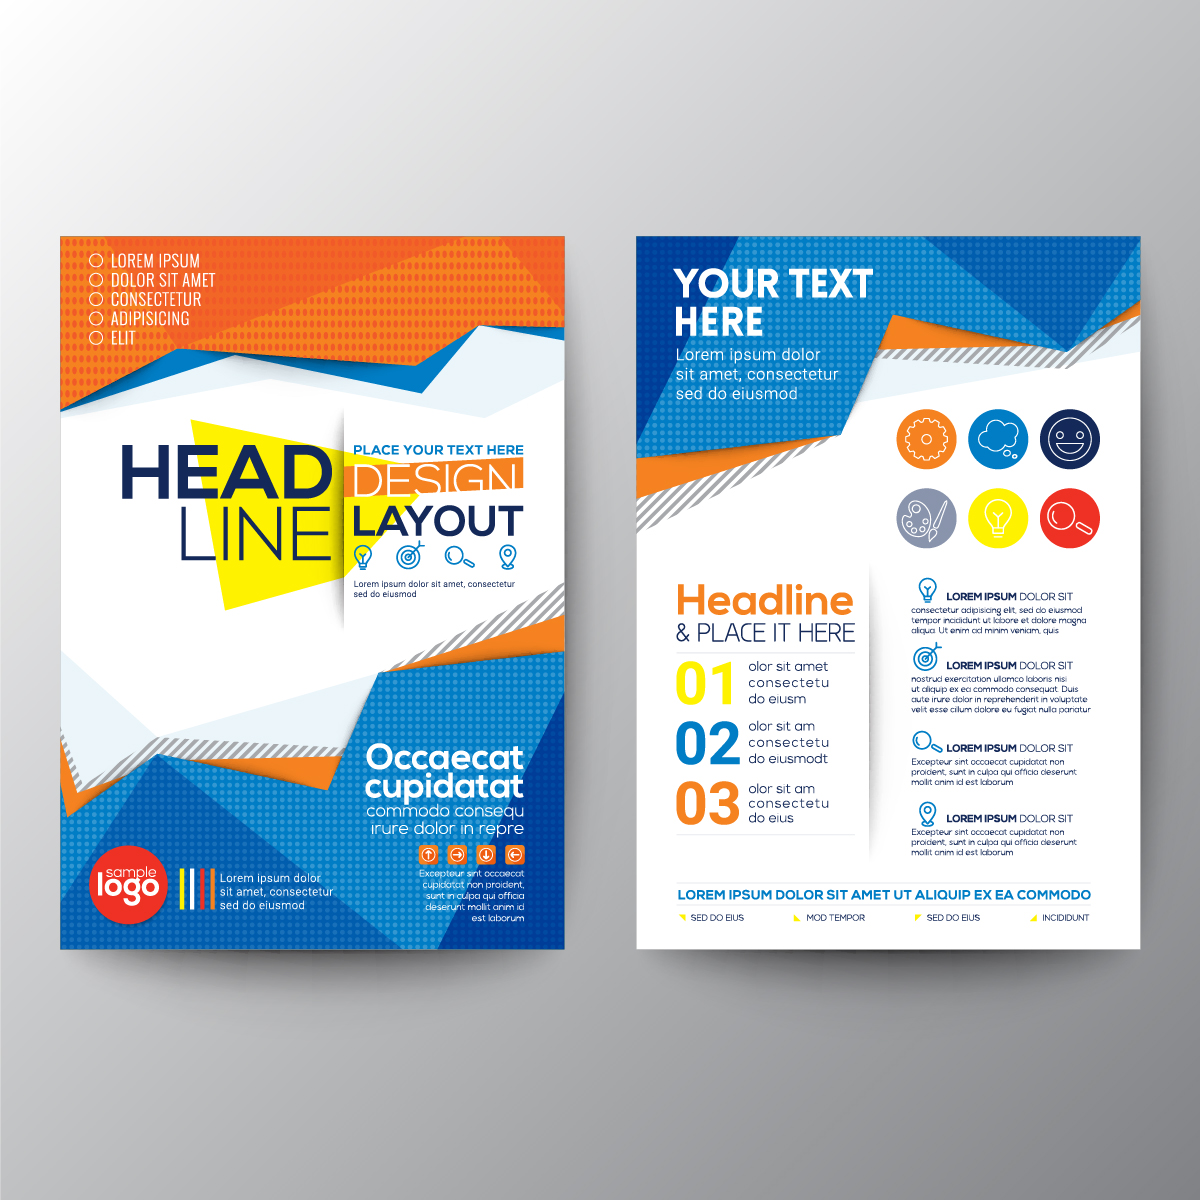 LOREM IPSUM
DOLOR SIT AMET
CONSECTETUR
ADIPISICING
ELIT
HEAD
LINE
PLACE YOUR TEXT HERE
DESIGN
LAYOUT
Lorem ipsum dolor sit amet, consectetur
sed do eiusmod
Occaecat
cupidatat
commodo consequ
irure dolor in repre
Excepteur sint occaecat
cupidatat non proident,
sunt in culpa qui officia
deserunt mollit anim id
est laborum
sample
logo
Lorem ipsum dolor
sit amet, consectetur
sed do eiusmod
YOUR TEXT
HERE
Lorem ipsum dolor
sit amet, consectetur
sed do eiusmod
Headline
& PLACE IT HERE
01
olor sit amet
consectetu
do eiusm
02
olor sit am
consectetu
do eiusmodt
03
olor sit am
consectetu
do eius
LOREM IPSUM DOLOR SIT
consectetur adipisicing elit, sed do eiusmod
tempor incididunt ut labore et dolore magna
aliqua. Ut enim ad minim veniam, quis
LOREM IPSUM DOLOR SIT
nostrud exercitation ullamco laboris nisi
ut aliquip ex ea commodo consequat. Duis
aute irure dolor in reprehenderit in voluptate
velit esse cillum dolore eu fugiat nulla pariatur
LOREM IPSUM DOLOR SIT
Excepteur sint occaecat cupidatat non
proident, sunt in culpa qui officia deserunt
mollit anim id est laborum
LOREM IPSUM DOLOR SIT
Excepteur sint occaecat cupidatat non
proident, sunt in culpa qui officia deserunt
mollit anim id est laborum
LOREM IPSUM DOLOR SIT AMET UT ALIQUIP EX EA COMMODO
SED DO EIUS
MOD TEMPOR
SED DO EIUS
INCIDIDUNT